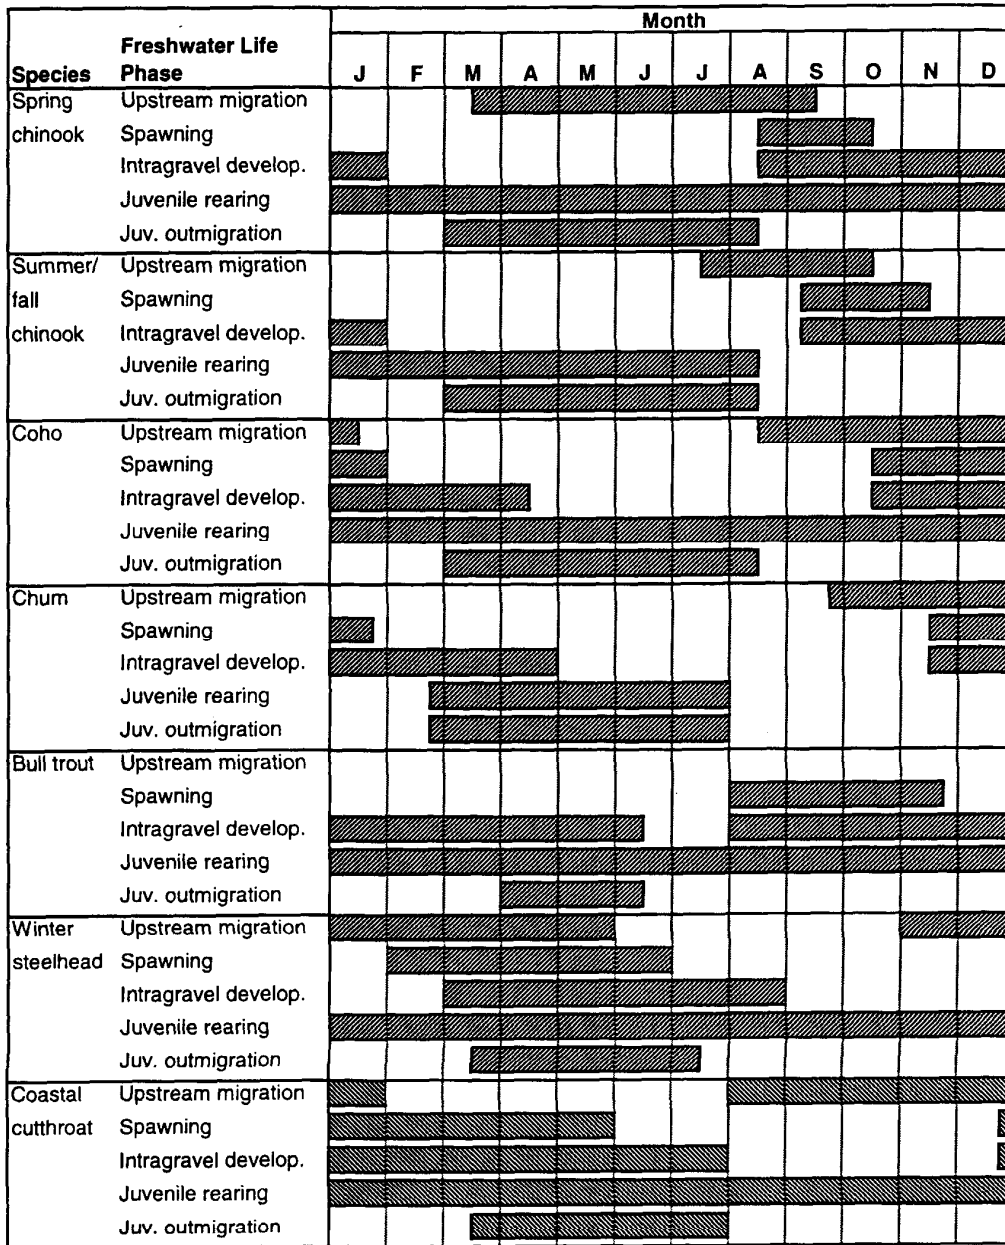 Month
Freshwater Life
Species Phase J F M A M J J A S O N D
Spring Upstream migration
chinook Spawning
Intragravel develop.
Juvenile rearing
Juv. outmigration
Summer/ Upstream migration
fall Spawning
chinook Intragravel develop.
Juvenile rearing
Juv. outmigration
Coho Upstream migration
Spawning
Intragravel develop.
Juvenile rearing
Juv. outmigration
Chum Upstream migration
Spawning
Intragravel develop.
Juvenile rearing
Juv. outmigration
Bull trout Upstream migration
Spawning
Intragravel develop.
Juvenile rearing
Juv. outmigration
Winter Upstream migration
steelhead Spawning
Intragravel develop.
Juvenile rearing
Juv. outmigration
Coastal Upstream migration
cutthroat Spawning
Intragravel develop.
Juvenile rearing
Juv. outmigration